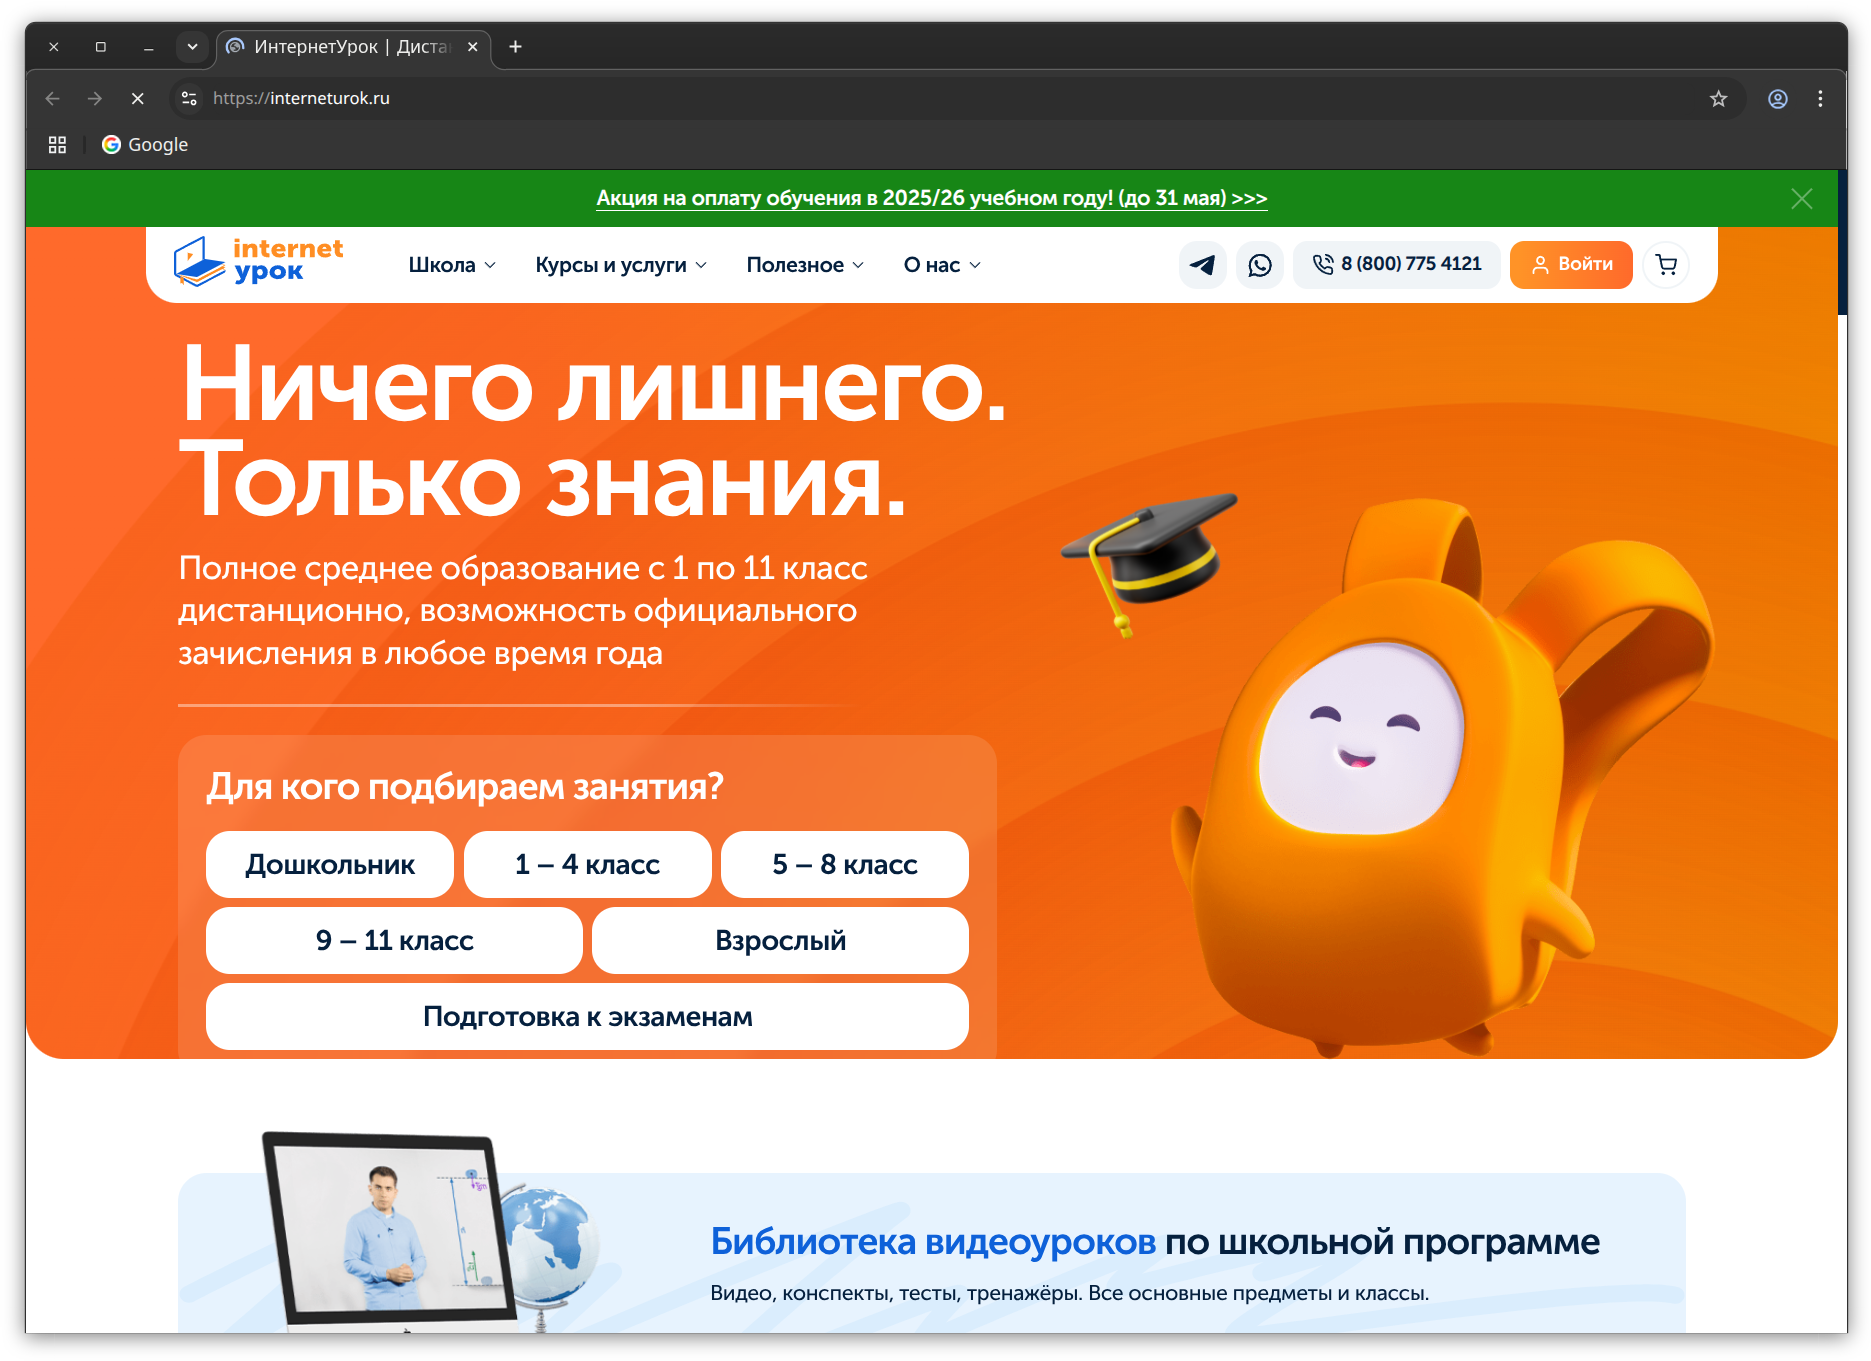 ИнтернетУрок | Диста
https://interneturok.ru
Google
Акция на оплату обучения в 2025/26 учебном году! (до 31 мая) >>>
internet
урок
Школа
Курсы и услуги
Полезное
О нас
8 (800) 775 4121
Войти
Ничего лишнего.
Только знания.
Полное среднее образование с 1 по 11 класс
дистанционно, возможность официального
зачисления в любое время года
Для кого подбираем занятия?
Дошкольник
1 – 4 класс
5 – 8 класс
9 – 11 класс
Взрослый
Подготовка к экзаменам
Библиотека видеоуроков по школьной программе
Видео, конспекты, тесты, тренажёры. Все основные предметы и классы.